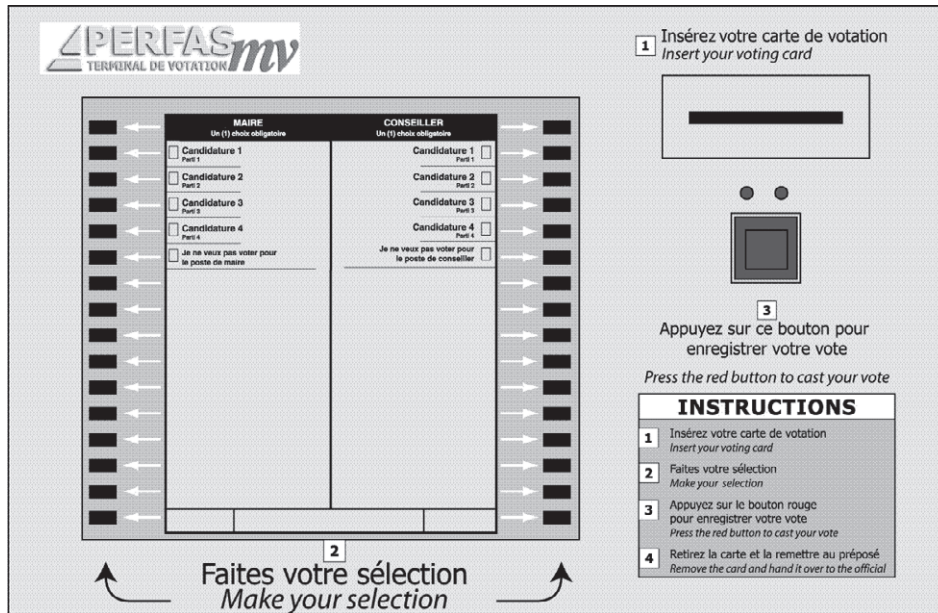 PERFAS mv
TERMINAL DE VOTATION
1 Insérez votre carte de votation
Insert your voting card
MAIRE
Un (1) choix obligatoire
Candidature 1
Parti 1
Candidature 2
Parti 2
Candidature 3
Parti 3
Candidature 4
Parti 4
Je ne veux pas voter pour
le poste de maire
CONSEILLER
Un (1) choix obligatoire
Candidature 1
Parti 1
Candidature 2
Parti 2
Candidature 3
Parti 3
Candidature 4
Parti 4
Je ne veux pas voter pour
le poste de conseiller
2
Faites votre sélection
Make your selection
3
Appuyez sur ce bouton pour
enregistrer votre vote
Press the red button to cast your vote
INSTRUCTIONS
1 Insérez votre carte de votation
Insert your voting card
2 Faites votre sélection
Make your selection
3 Appuyez sur le bouton rouge
pour enregistrer votre vote
Press the red button to cast your vote
4 Retirez la carte et la remettre au préposé
Remove the card and hand it over to the official